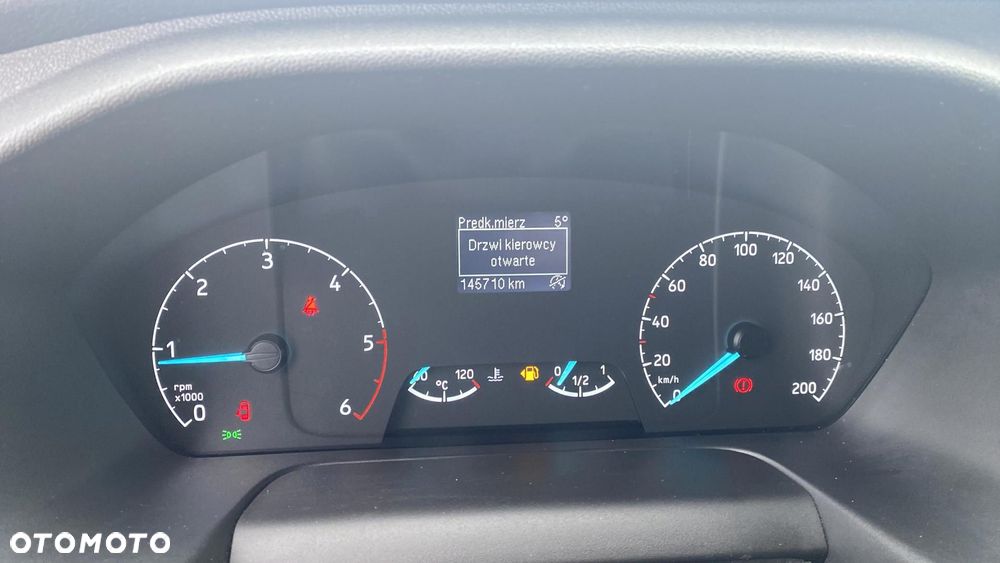 Predk.mierz 5°
Drzwi kierowcy
otwarte
145710 km
0 1 2 3 4 5 6
rpm
x1000
60 120
°C
0 1/2 1
0 20 40 60 80 100 120 140 160 180 200
km/h
OTOMOTO